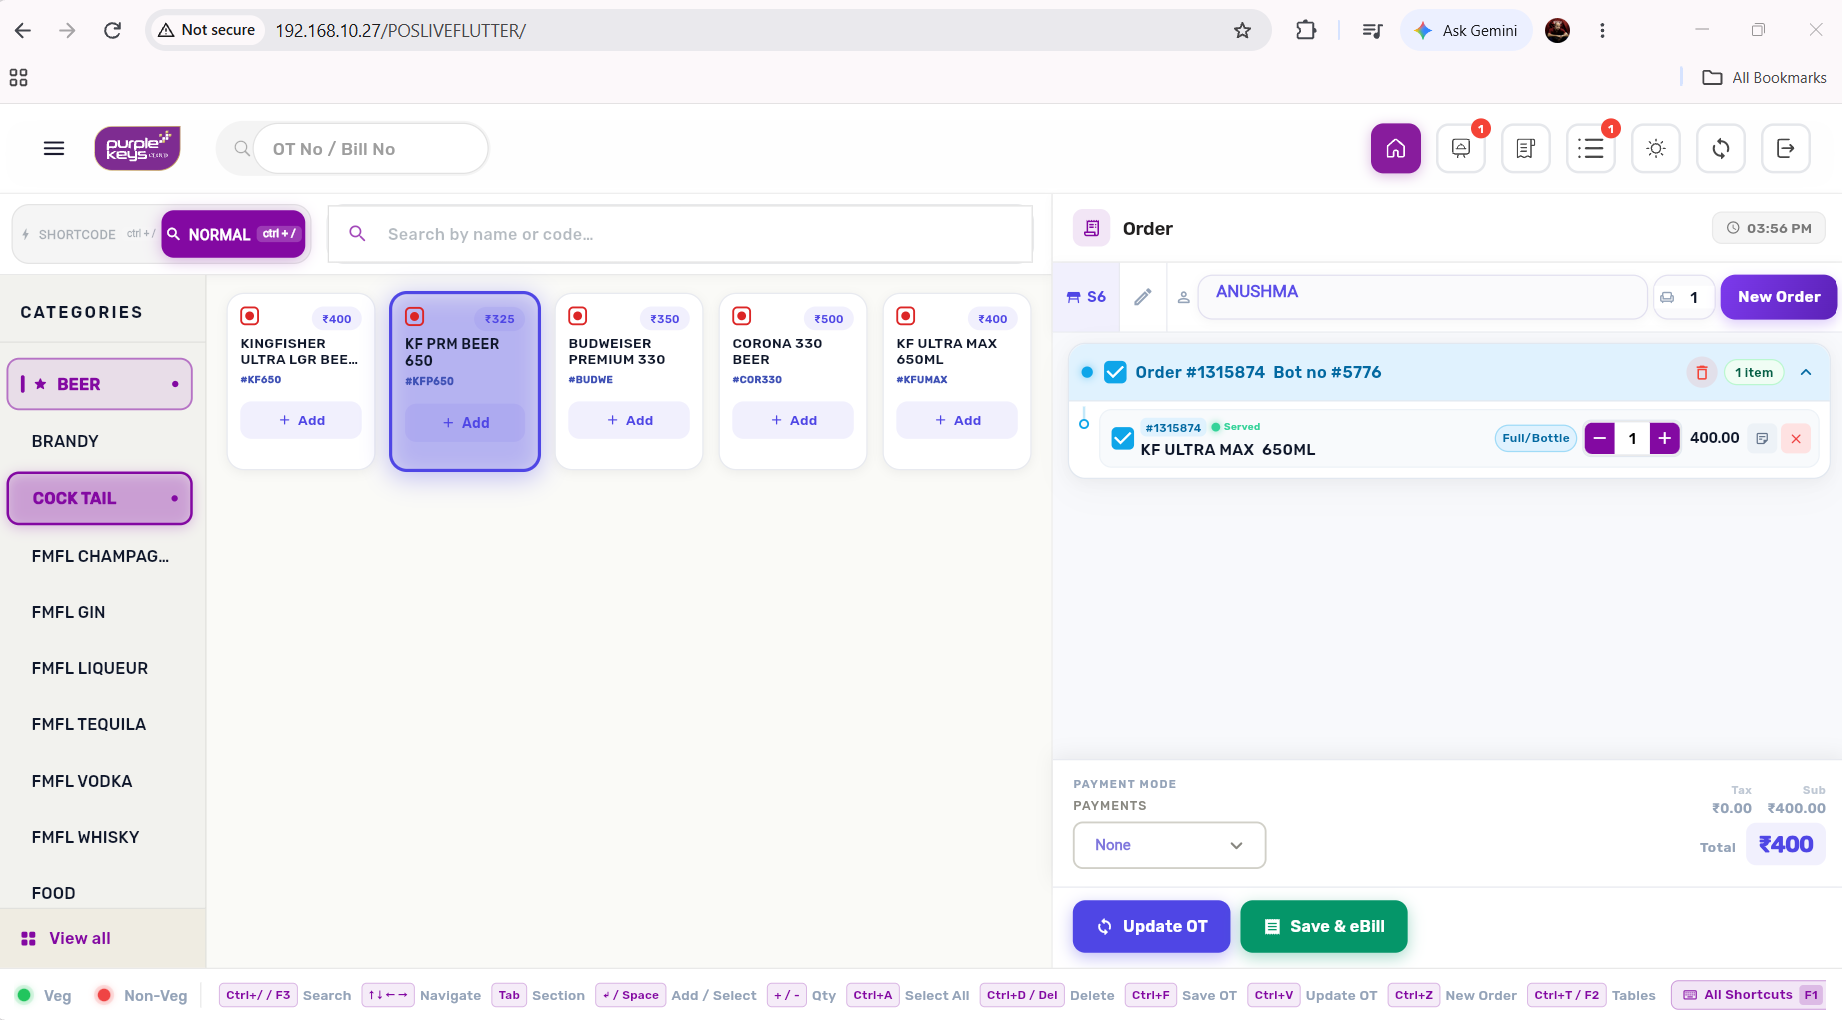 Not secure 192.168.10.27/POSLIVEFLUTTER/
Ask Gemini
All Bookmarks
purple keys CLOUD
OT No / Bill No
1
1
SHORTCODE ctrl + /
NORMAL ctrl + /
Search by name or code...
Order
03:56 PM
CATEGORIES
BEER
BRANDY
COCK TAIL
FMFL CHAMPAG...
FMFL GIN
FMFL LIQUEUR
FMFL TEQUILA
FMFL VODKA
FMFL WHISKY
FOOD
View all
₹400
KINGFISHER
ULTRA LGR BEE...
#KF650
+ Add
₹325
KF PRM BEER
650
#KFP650
+ Add
₹350
BUDWEISER
PREMIUM 330
#BUDWE
+ Add
₹500
CORONA 330
BEER
#COR330
+ Add
₹400
KF ULTRA MAX
650ML
#KFUMAX
+ Add
S6
ANUSHMA
1
New Order
Order #1315874 Bot no #5776
1 item
#1315874 Served
KF ULTRA MAX 650ML
Full/Bottle
− 1 +
400.00
PAYMENT MODE
PAYMENTS
None
Tax Sub
₹0.00 ₹400.00
Total ₹400
Update OT
Save & eBill
Veg Non-Veg
Ctrl+/ / F3 Search
↑↓←→ Navigate
Tab Section
↲ / Space Add / Select
+ / - Qty
Ctrl+A Select All
Ctrl+D / Del Delete
Ctrl+F Save OT
Ctrl+V Update OT
Ctrl+Z New Order
Ctrl+T / F2 Tables
All Shortcuts F1